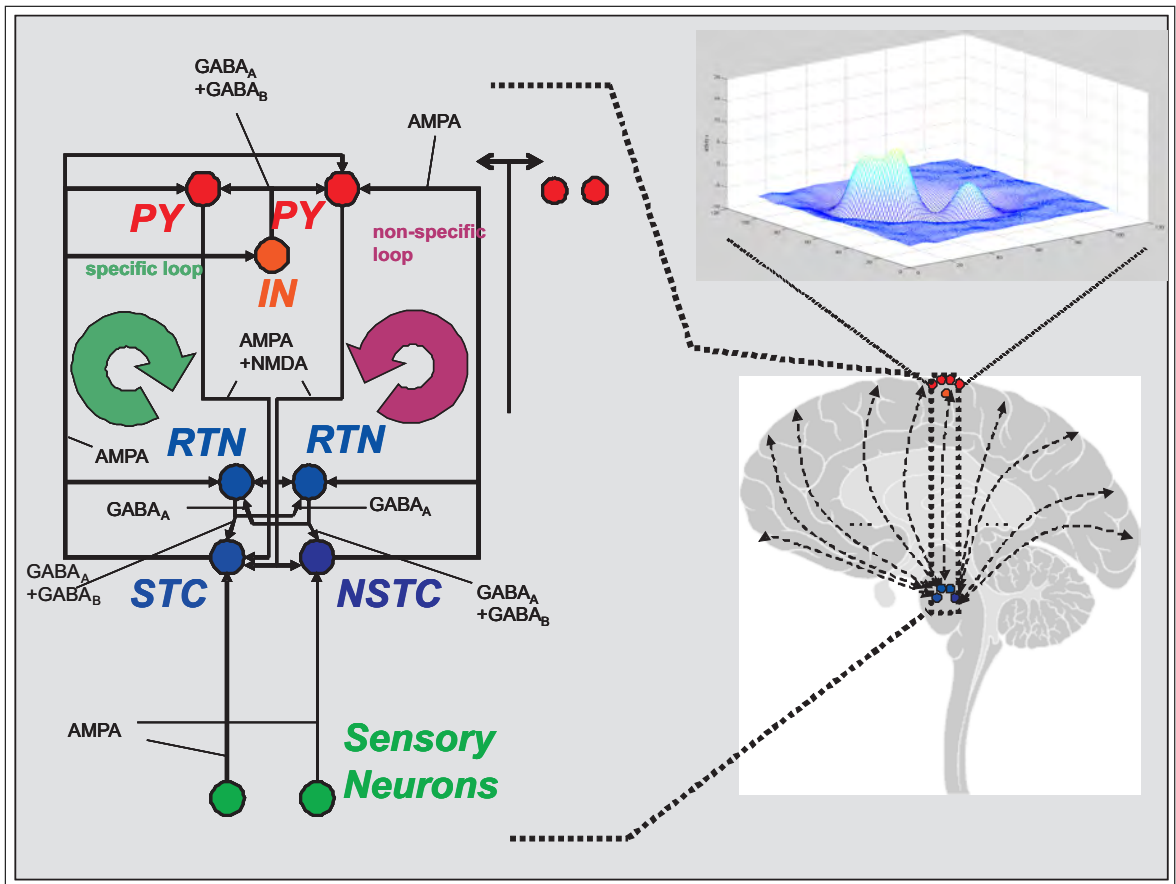 GABAA
+GABAB
AMPA
PY
PY
non-specific
loop
specific loop
IN
AMPA
+NMDA
RTN
RTN
AMPA
GABAA
GABAA
GABAA
+GABAB
STC
NSTC
GABAA
+GABAB
AMPA
Sensory
Neurons